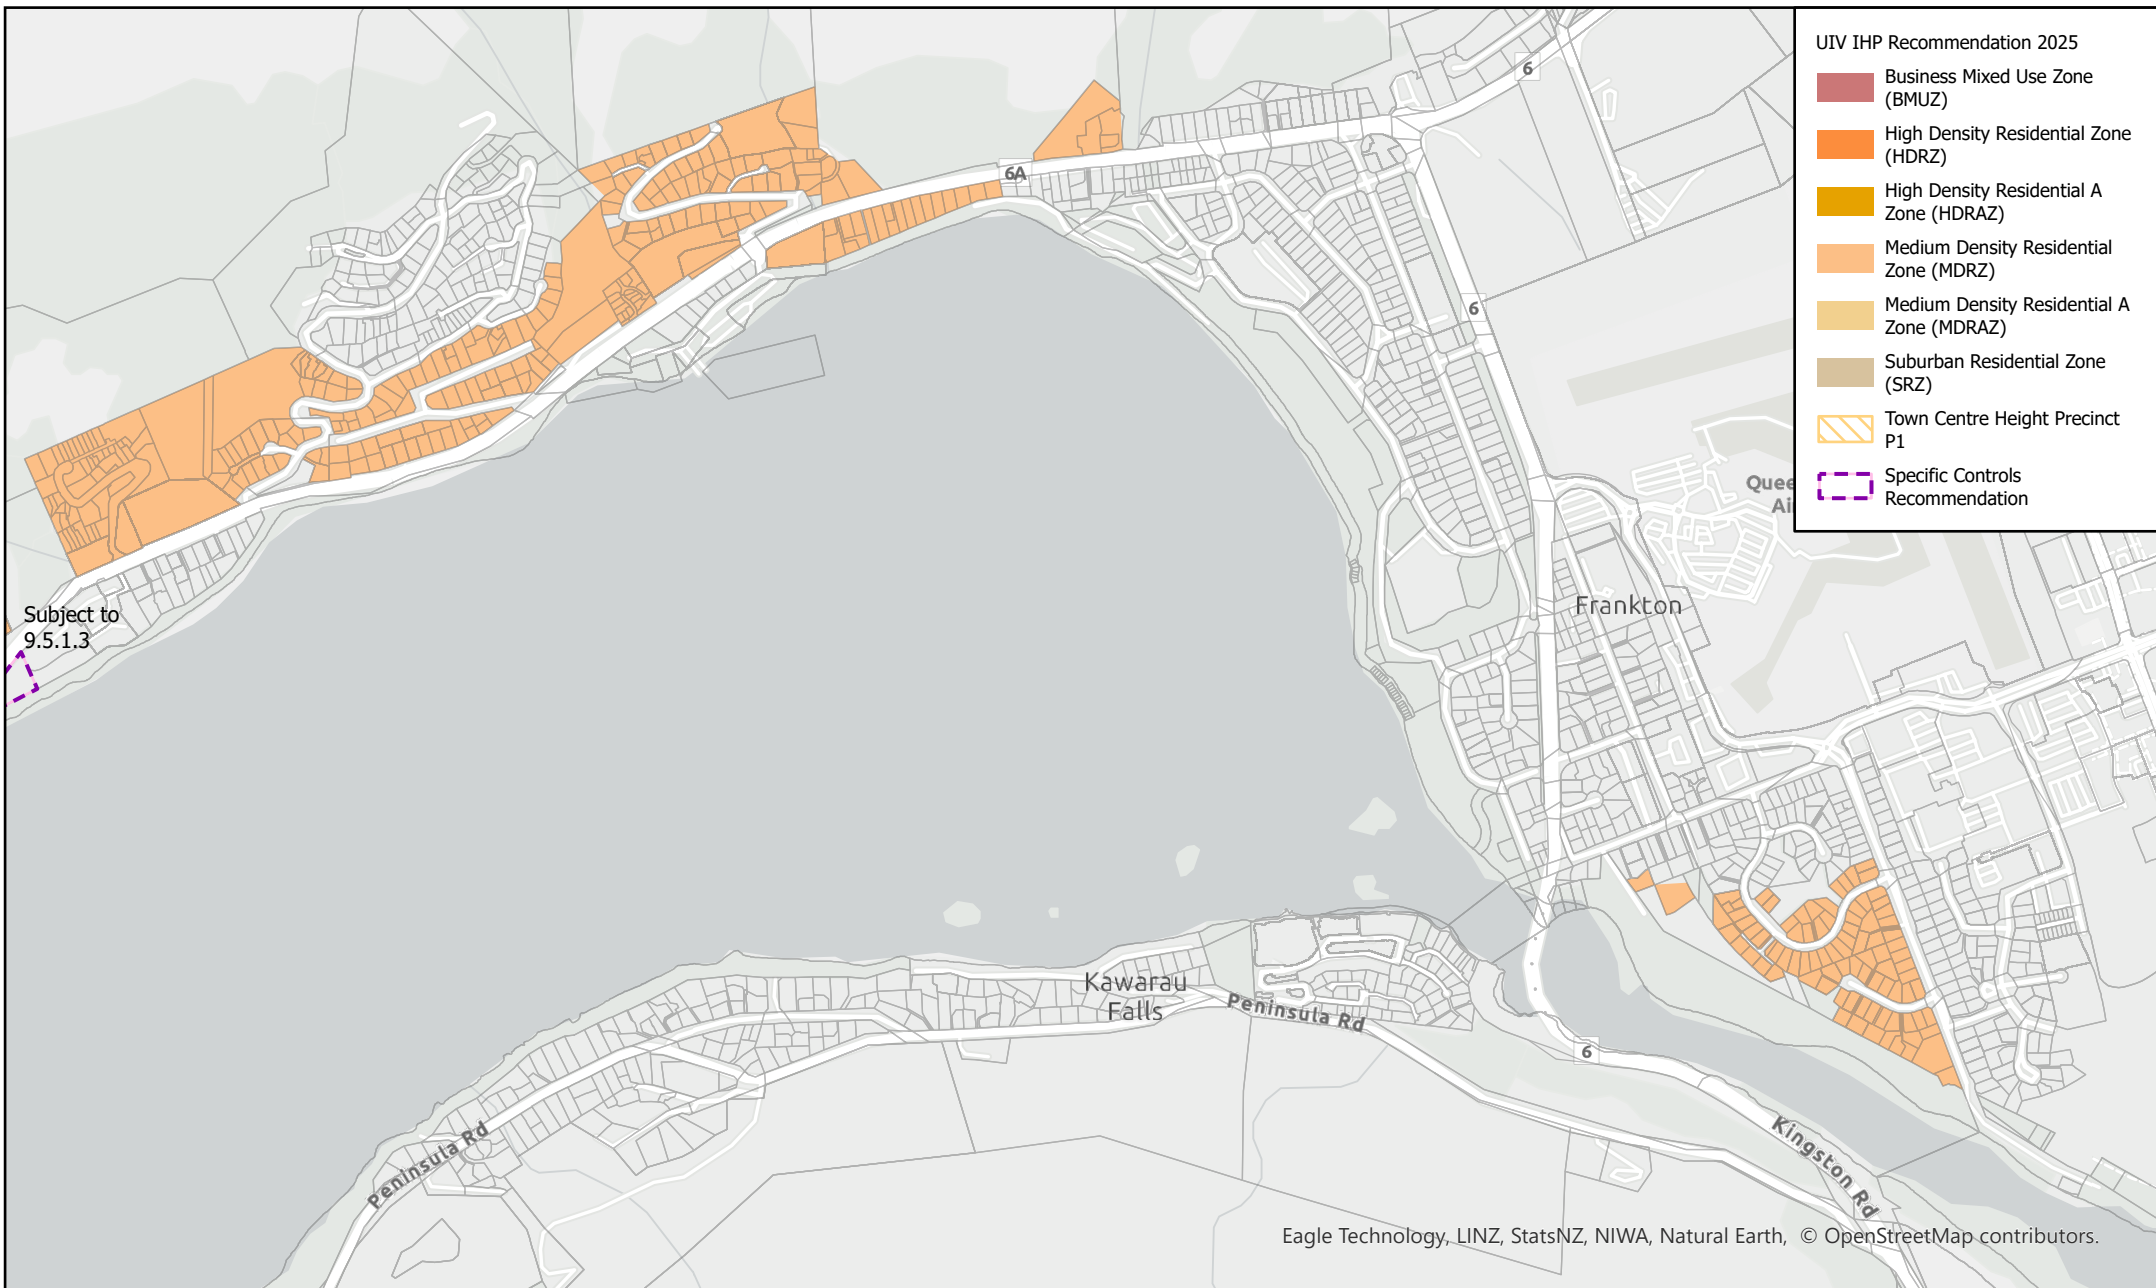 UIV IHP Recommendation 2025
Business Mixed Use Zone
(BMUZ)
High Density Residential Zone
(HDRZ)
High Density Residential A
Zone (HDRAZ)
Medium Density Residential
Zone (MDRZ)
Medium Density Residential A
Zone (MDRAZ)
Suburban Residential Zone
(SRZ)
Town Centre Height Precinct
P1
Specific Controls
Recommendation
6
6A
6
Quee
Ai
Frankton
Subject to
9.5.1.3
Kawarau
Falls
Peninsula Rd
6
Peninsula Rd
Kingston Rd
Eagle Technology, LINZ, StatsNZ, NIWA, Natural Earth, © OpenStreetMap contributors.